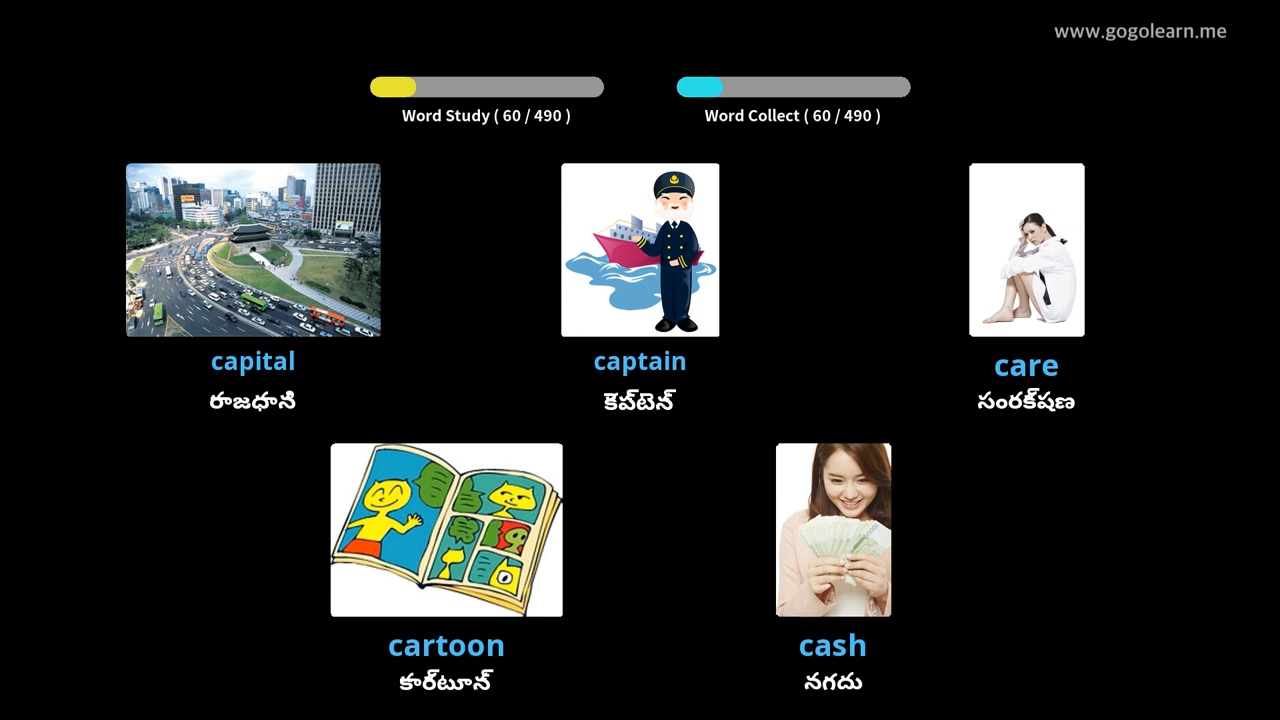 www.gogolearn.me
Word Study ( 60 / 490 )
Word Collect ( 60 / 490 )
capital
రాజధాని
captain
కెప్‌టెన్
care
సంరక్‌షణ
cartoon
కార్‌టూన్
cash
నగదు